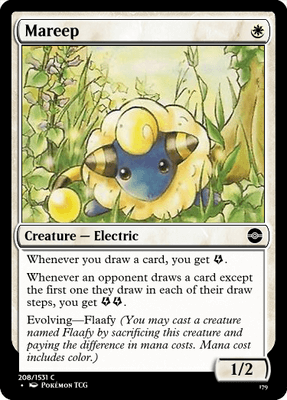 Mareep
Creature — Electric
Whenever you draw a card, you get.
Whenever an opponent draws a card except
the first one they draw in each of their draw
steps, you get.
Evolving—Flaafy (You may cast a creature
named Flaafy by sacrificing this creature and
paying the difference in mana costs. Mana cost
includes color.)
1/2
208/1531 C
• Pokémon TCG
179